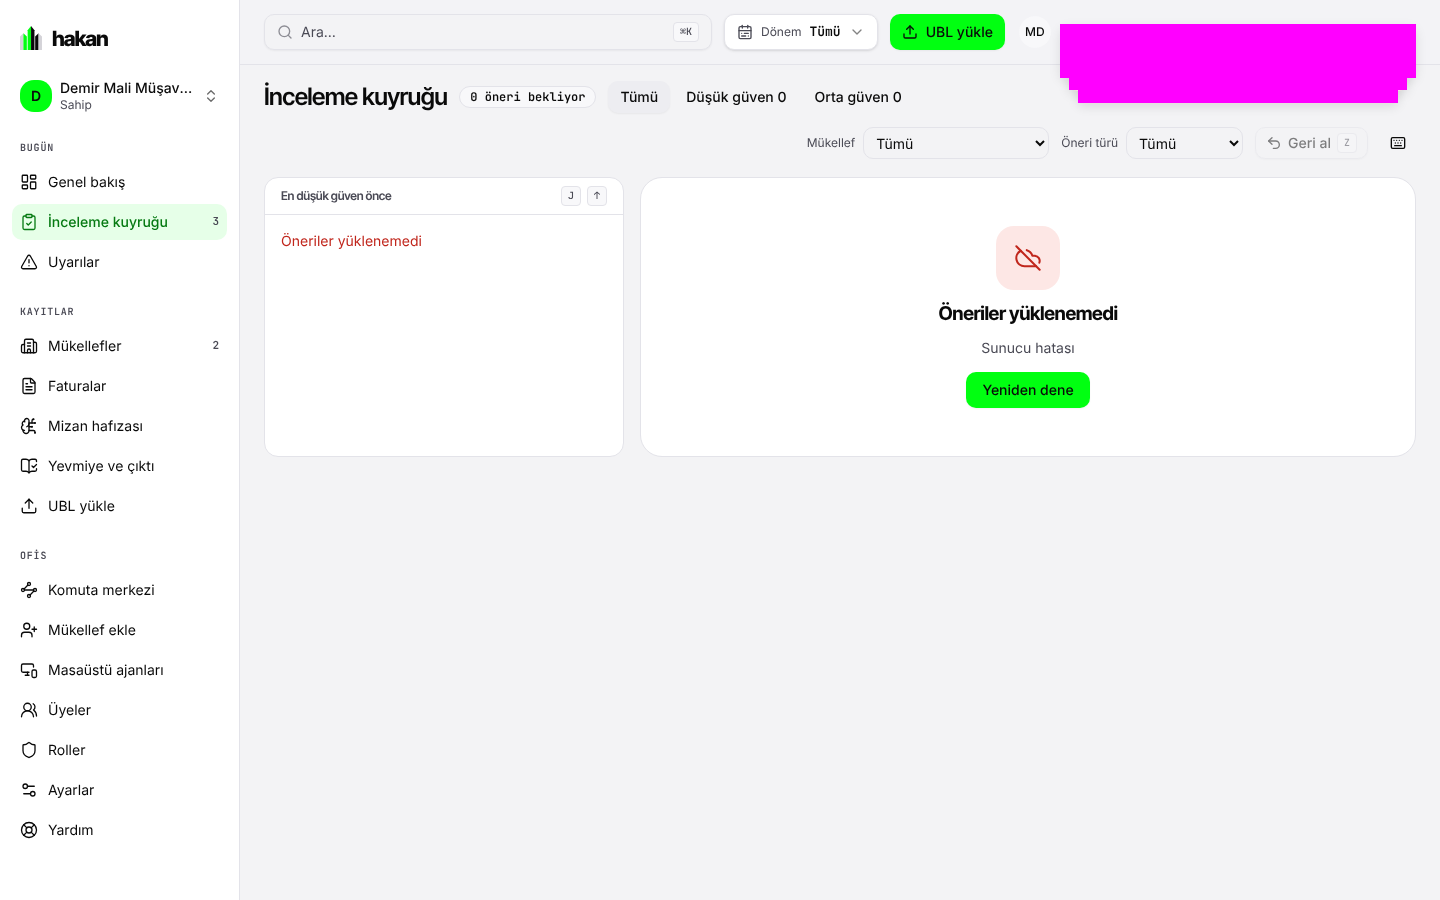 hakan
Demir Mali Müşav...
Sahip
BUGÜN
Genel bakış
İnceleme kuyruğu 3
Uyarılar
KAYITLAR
Mükellefler 2
Faturalar
Mizan hafızası
Yevmiye ve çıktı
UBL yükle
OFİS
Komuta merkezi
Mükellef ekle
Masaüstü ajanları
Üyeler
Roller
Ayarlar
Yardım
Ara... ⌘K
Dönem Tümü
UBL yükle
MD
İnceleme kuyruğu 0 öneri bekliyor Tümü Düşük güven 0 Orta güven 0
Mükellef Tümü Öneri türü Tümü Geri al Z
En düşük güven önce J ↑
Öneriler yüklenemedi
Öneriler yüklenemedi
Sunucu hatası
Yeniden dene